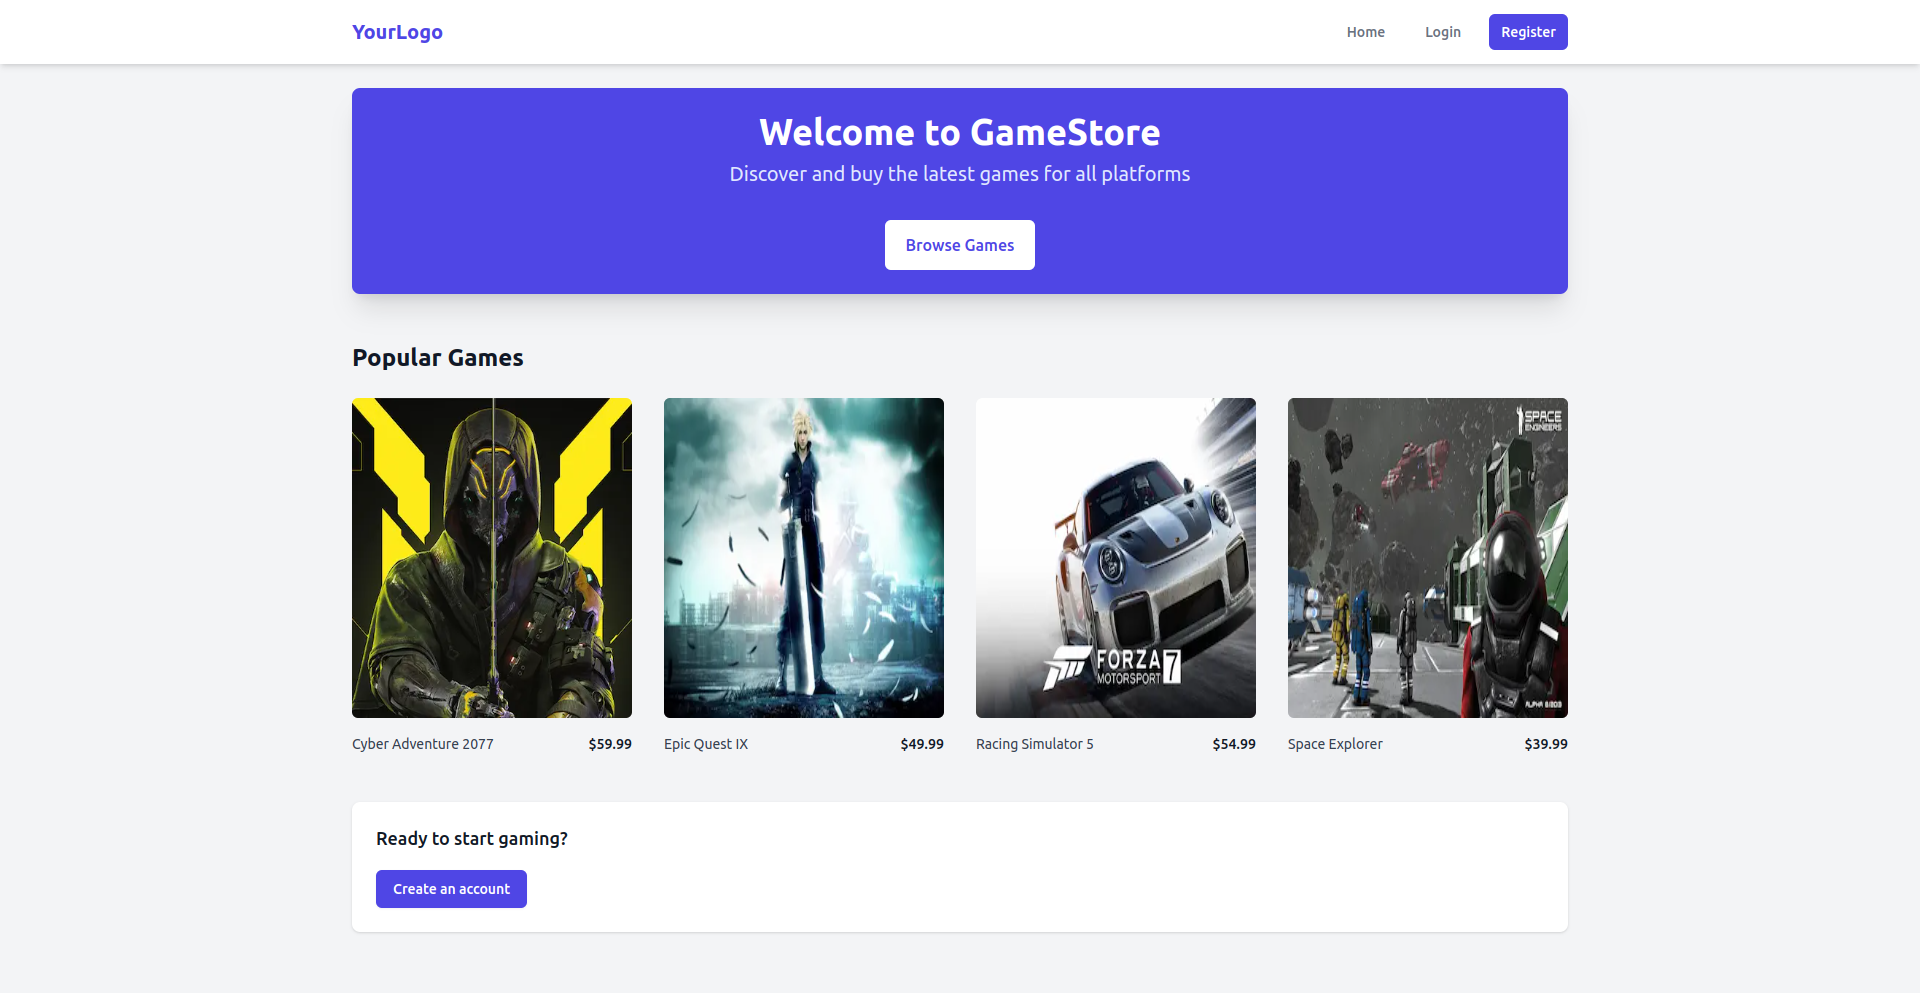 YourLogo
Home Login Register
Welcome to GameStore
Discover and buy the latest games for all platforms
Browse Games
Popular Games
SPACE
ENGINEERS
FORZA
MOTORSPORT 7
Cyber Adventure 2077 $59.99
Epic Quest IX $49.99
Racing Simulator 5 $54.99
Space Explorer $39.99
Ready to start gaming?
Create an account